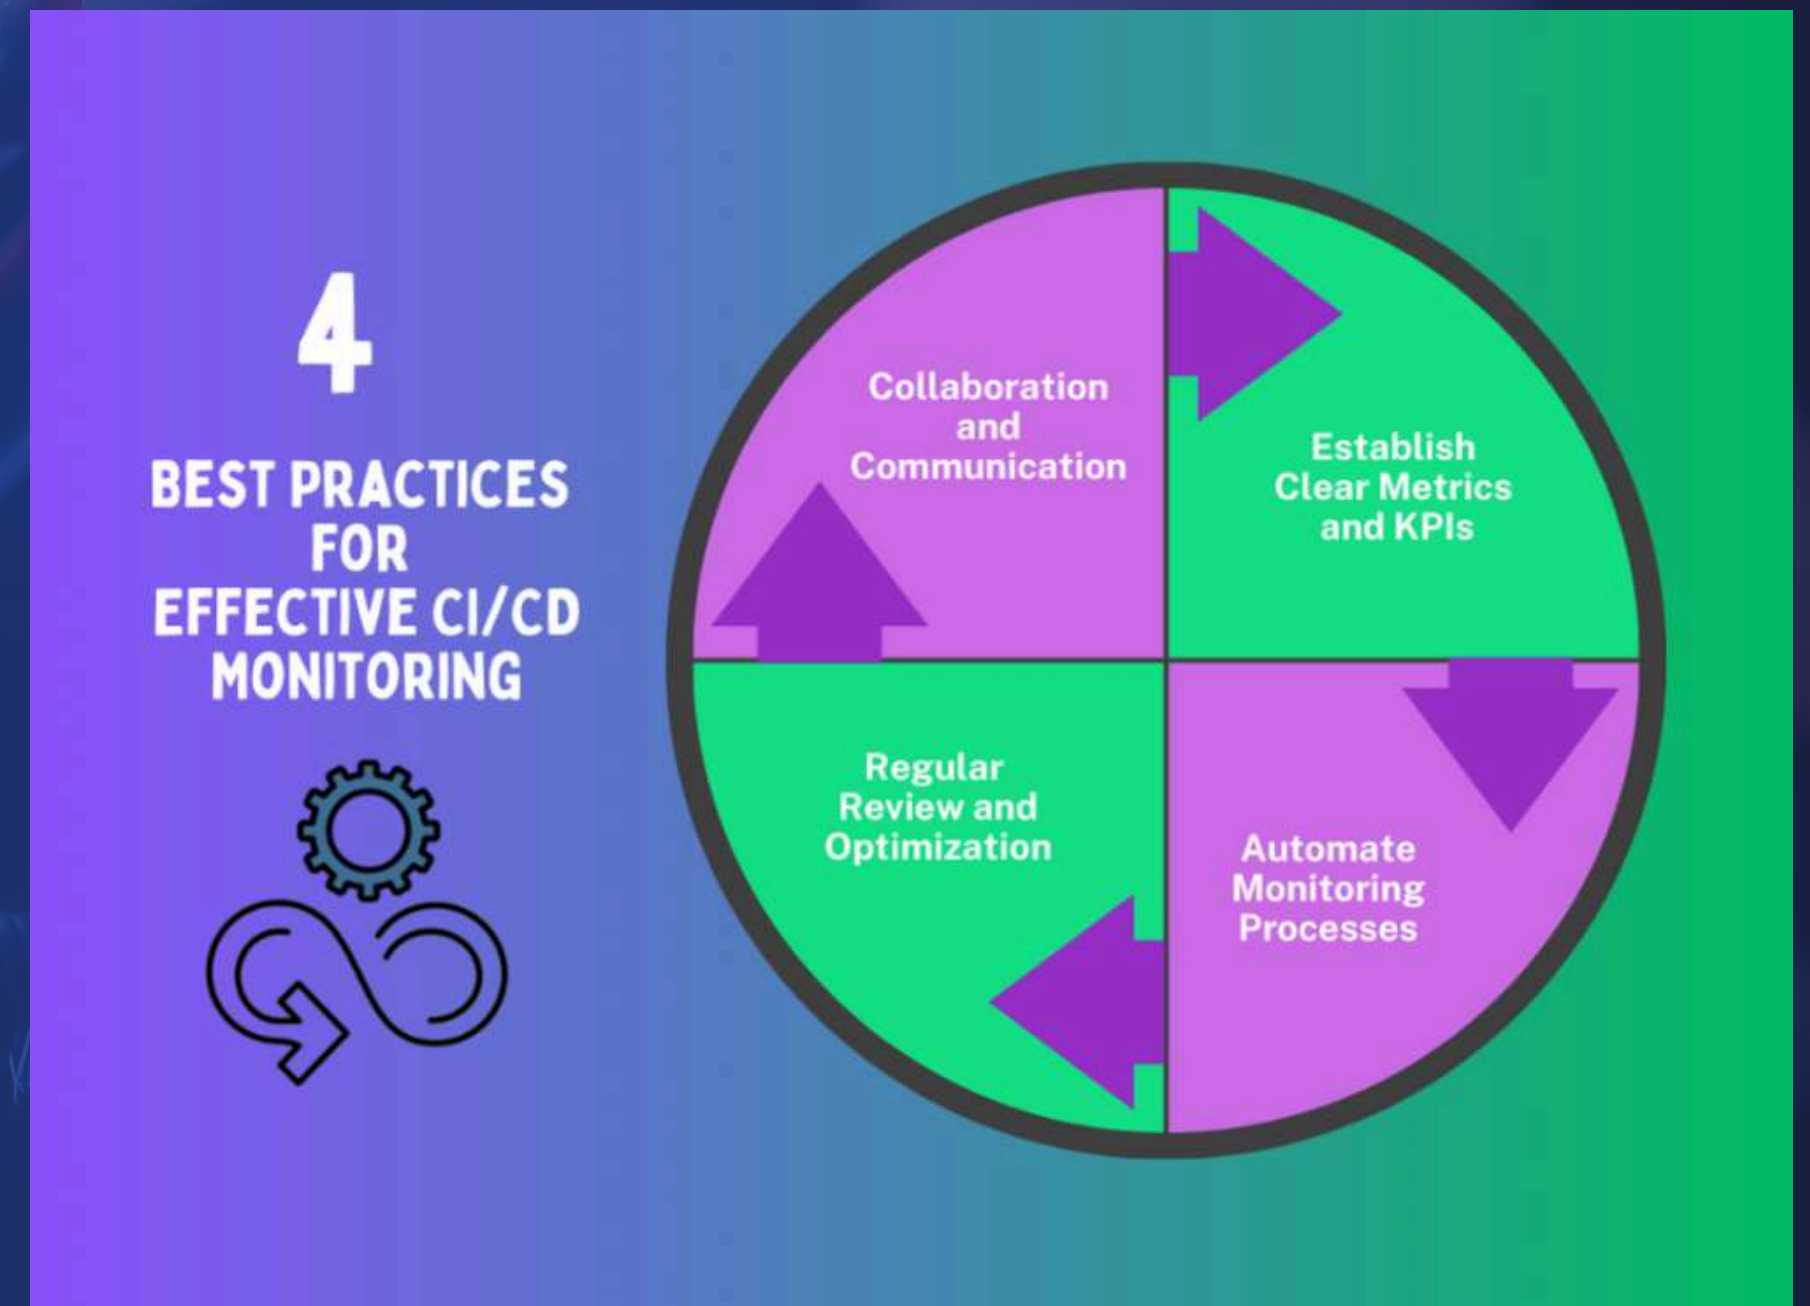 4
BEST PRACTICES
FOR
EFFECTIVE CI/CD
MONITORING
Collaboration
and
Communication
Establish
Clear Metrics
and KPIs
Regular
Review and
Optimization
Automate
Monitoring
Processes